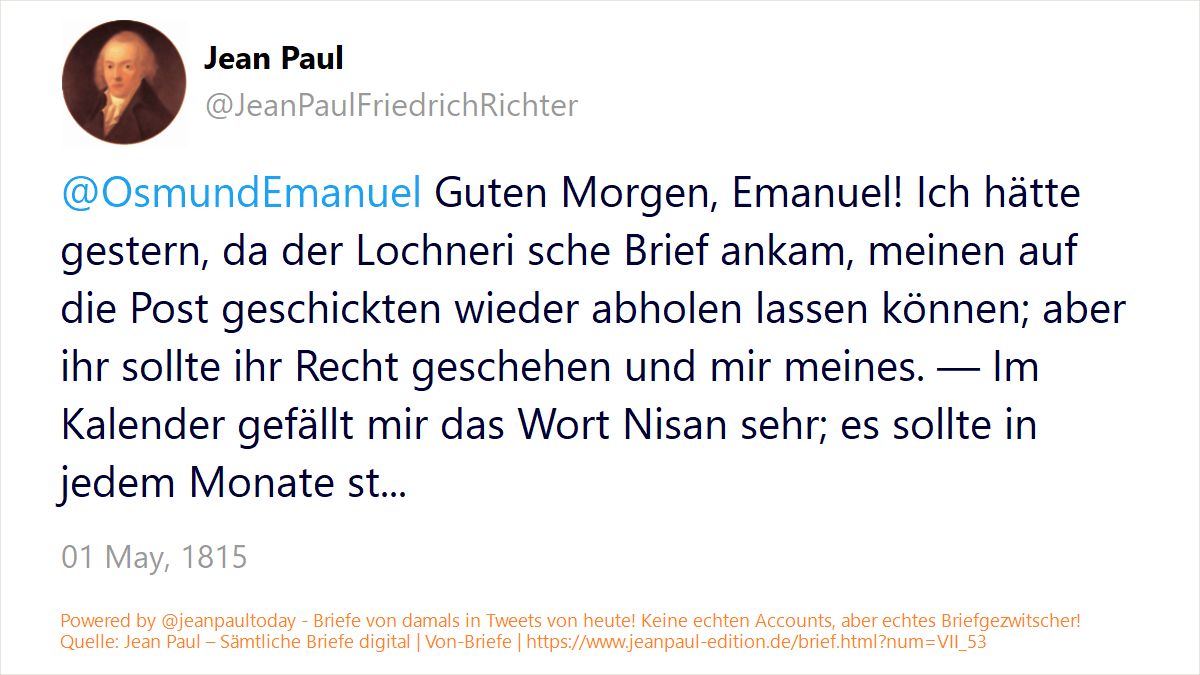 Jean Paul
@JeanPaulFriedrichRichter
@OsmundEmanuel Guten Morgen, Emanuel! Ich hätte
gestern, da der Lochneri sche Brief ankam, meinen auf
die Post geschickten wieder abholen lassen können; aber
ihr sollte ihr Recht geschehen und mir meines. — Im
Kalender gefällt mir das Wort Nisan sehr; es sollte in
jedem Monate st...
01 May, 1815
Powered by @jeanpaultoday - Briefe von damals in Tweets von heute! Keine echten Accounts, aber echtes Briefgezwitscher!
Quelle: Jean Paul – Sämtliche Briefe digital | Von-Briefe | https://www.jeanpaul-edition.de/brief.html?num=VII_53